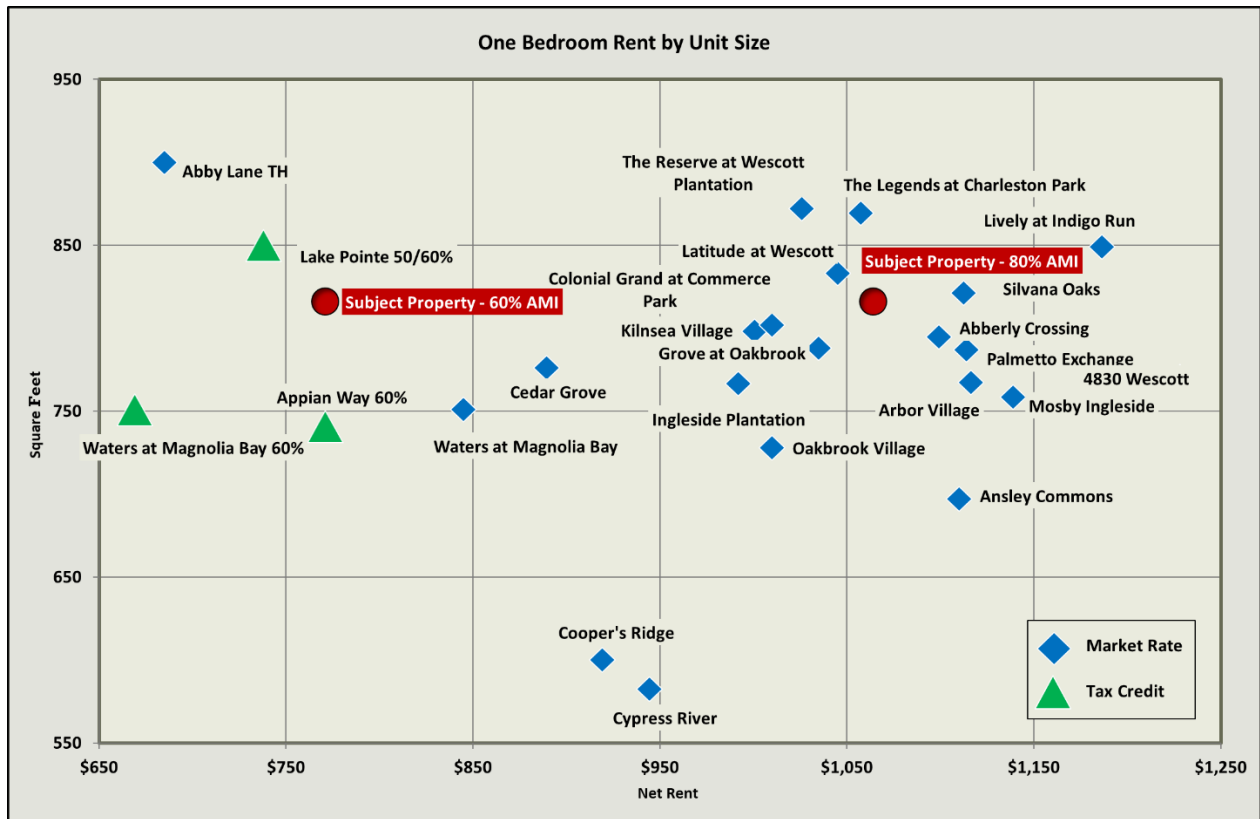 One Bedroom Rent by Unit Size
950
The Reserve at Wescott
Plantation
Abby Lane TH
The Legends at Charleston Park
Lively at Indigo Run
850
Lake Pointe 50/60%
Latitude at Wescott
Subject Property - 80% AMI
Colonial Grand at Commerce
Park
Silvana Oaks
Subject Property - 60% AMI
Kilnsea Village
Abberly Crossing
Grove at Oakbrook
Palmetto Exchange
4830 Wescott
Cedar Grove
Appian Way 60%
Arbor Village
Mosby Ingleside
750
Ingleside Plantation
Waters at Magnolia Bay 60%
Waters at Magnolia Bay
Oakbrook Village
Ansley Commons
Square Feet
650
Cooper's Ridge
Cypress River
Market Rate
Tax Credit
550
$650
$750
$850
$950
$1,050
$1,150
$1,250
Net Rent